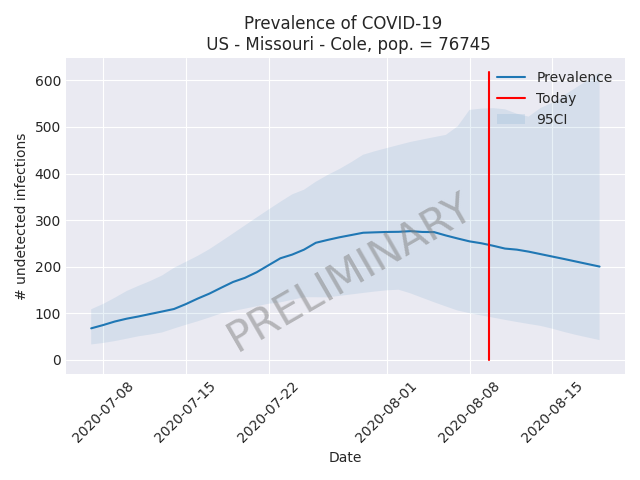 Prevalence of COVID-19
US - Missouri - Cole, pop. = 76745
Prevalence
Today
95CI
# undetected infections
600
500
400
300
200
100
0
PRELIMINARY
2020-07-08
2020-07-15
2020-07-22
2020-08-01
2020-08-08
2020-08-15
Date